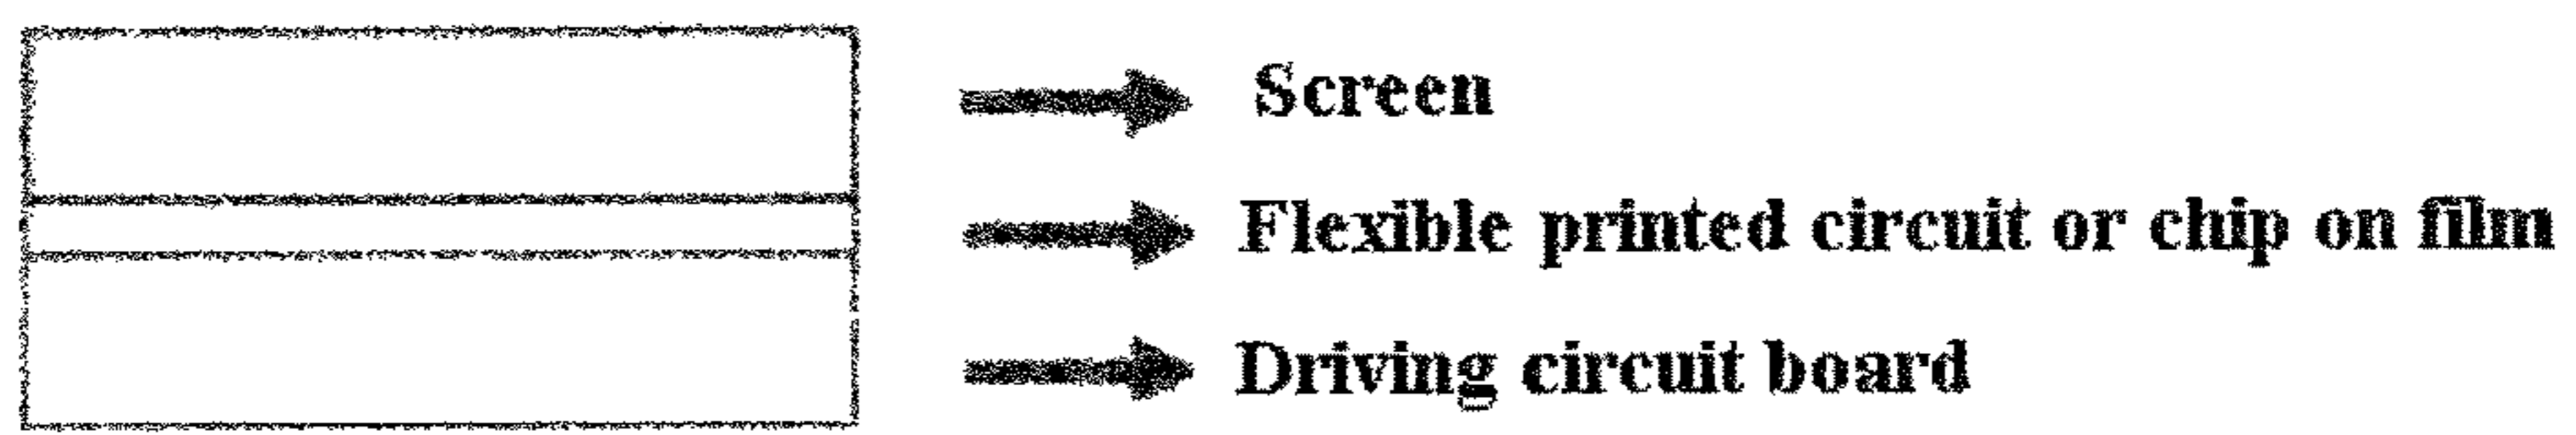 Screen
Flexible printed circuit or chip on film
Driving circuit board